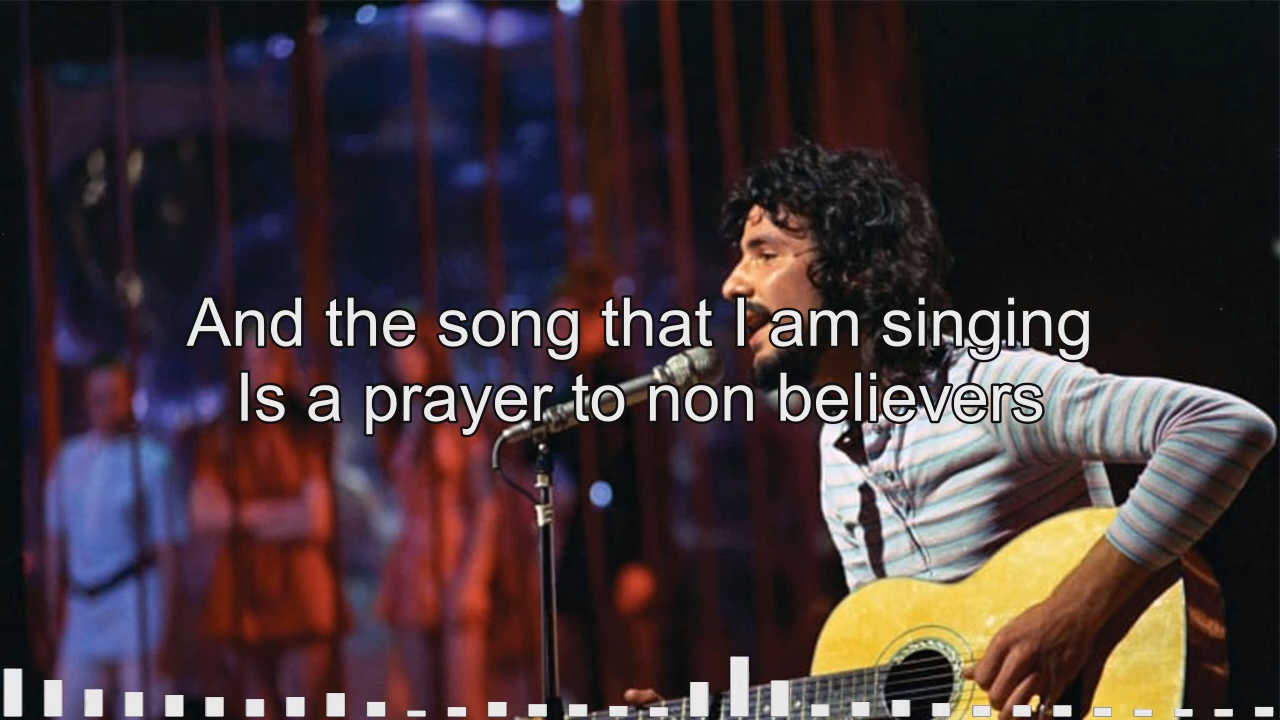 And the song that I am singing
Is a prayer to non believers